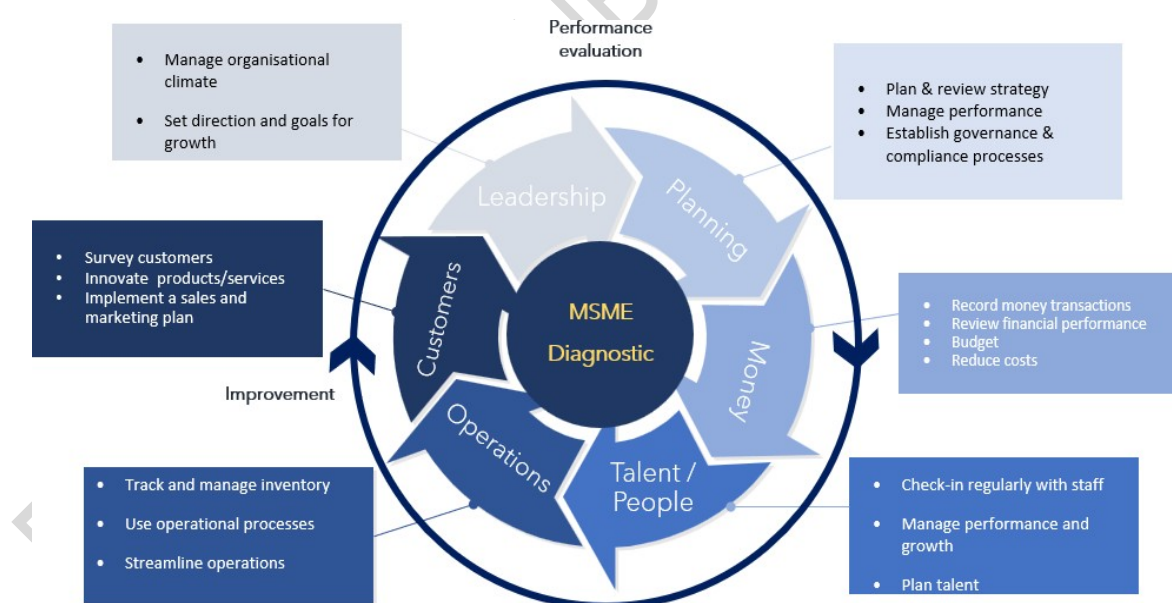 Performance
evaluation
• Manage organisational
climate
• Set direction and goals for
growth
• Plan & review strategy
• Manage performance
• Establish governance &
compliance processes
Leadership
Planning
• Survey customers
• Innovate products/services
• Implement a sales and
marketing plan
Customers
MSME
Diagnostic
Money
• Record money transactions
• Review financial performance
• Budget
• Reduce costs
Improvement
Operations
Talent /
People
• Track and manage inventory
• Use operational processes
• Streamline operations
• Check-in regularly with staff
• Manage performance and
growth
• Plan talent